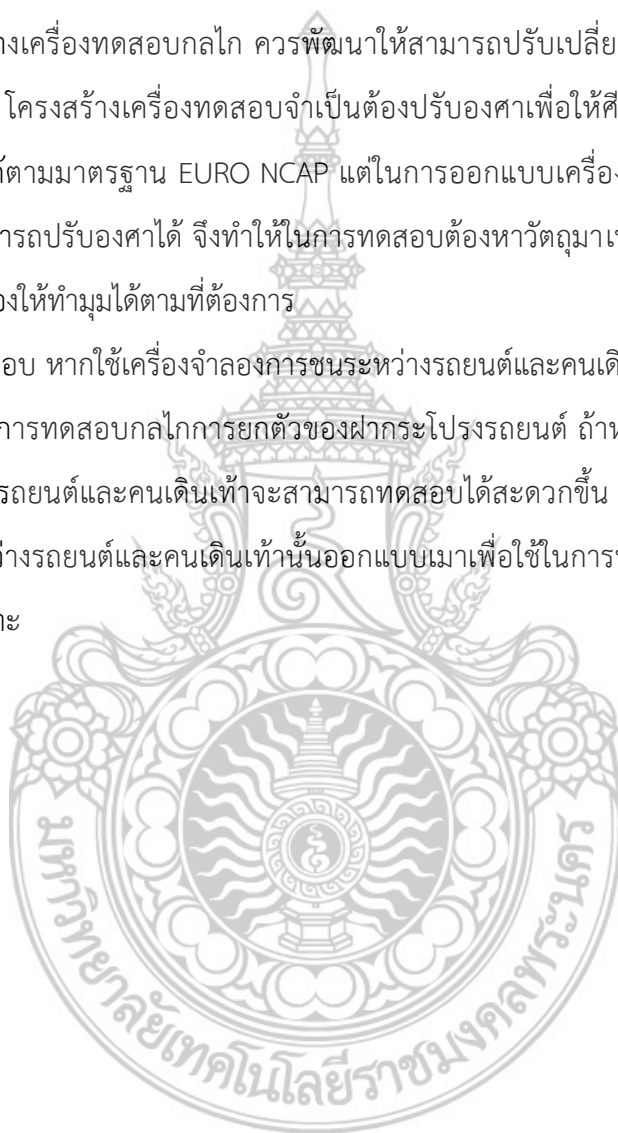 างเครื่องทดสอบกลไก ควรพัฒนาให้สามารถปรับเปลี่ย
โครงสร้างเครื่องทดสอบจำเป็นต้องปรับองศาเพื่อให้ศี
ด้ตามมาตรฐาน EURO NCAP แต่ในการออกแบบเครื่อง
ารถปรับองศาได้ จึงทำให้ในการทดสอบต้องหาวัตถุมาเ
องให้ทำมุมได้ตามที่ต้องการ
อบ หากใช้เครื่องจำลองการชนระหว่างรถยนต์และคนเดิ
การทดสอบกลไกการยกตัวของฝากระโปรงรถยนต์ ถ้าห
รถยนต์และคนเดินเท้าจะสามารถทดสอบได้สะดวกขึ้น
ว่างรถยนต์และคนเดินเท้านั้นออกแบบเมาเพื่อใช้ในการ
าะ
มหาวิทยาลัยเทคโนโลยีราชมงคลพระนคร